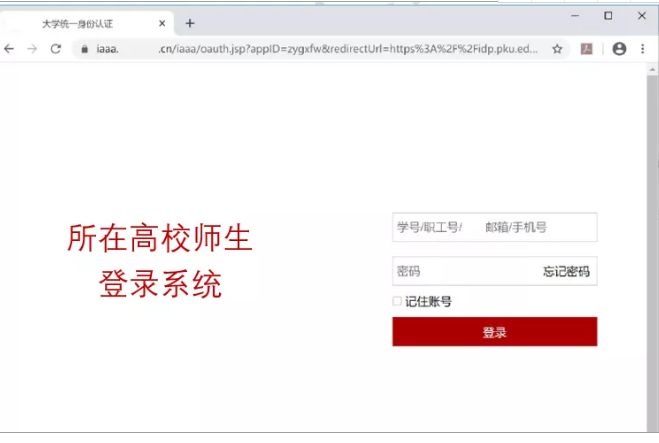 大学统一身份认证
iaaa. .cn/iaaa/oauth.jsp?appID=zygxfw&redirectUrl=https%3A%2F%2Fidp.pku.ed...
所在高校师生
登录系统
学号/职工号/ 邮箱/手机号
密码 忘记密码
记住账号
登录